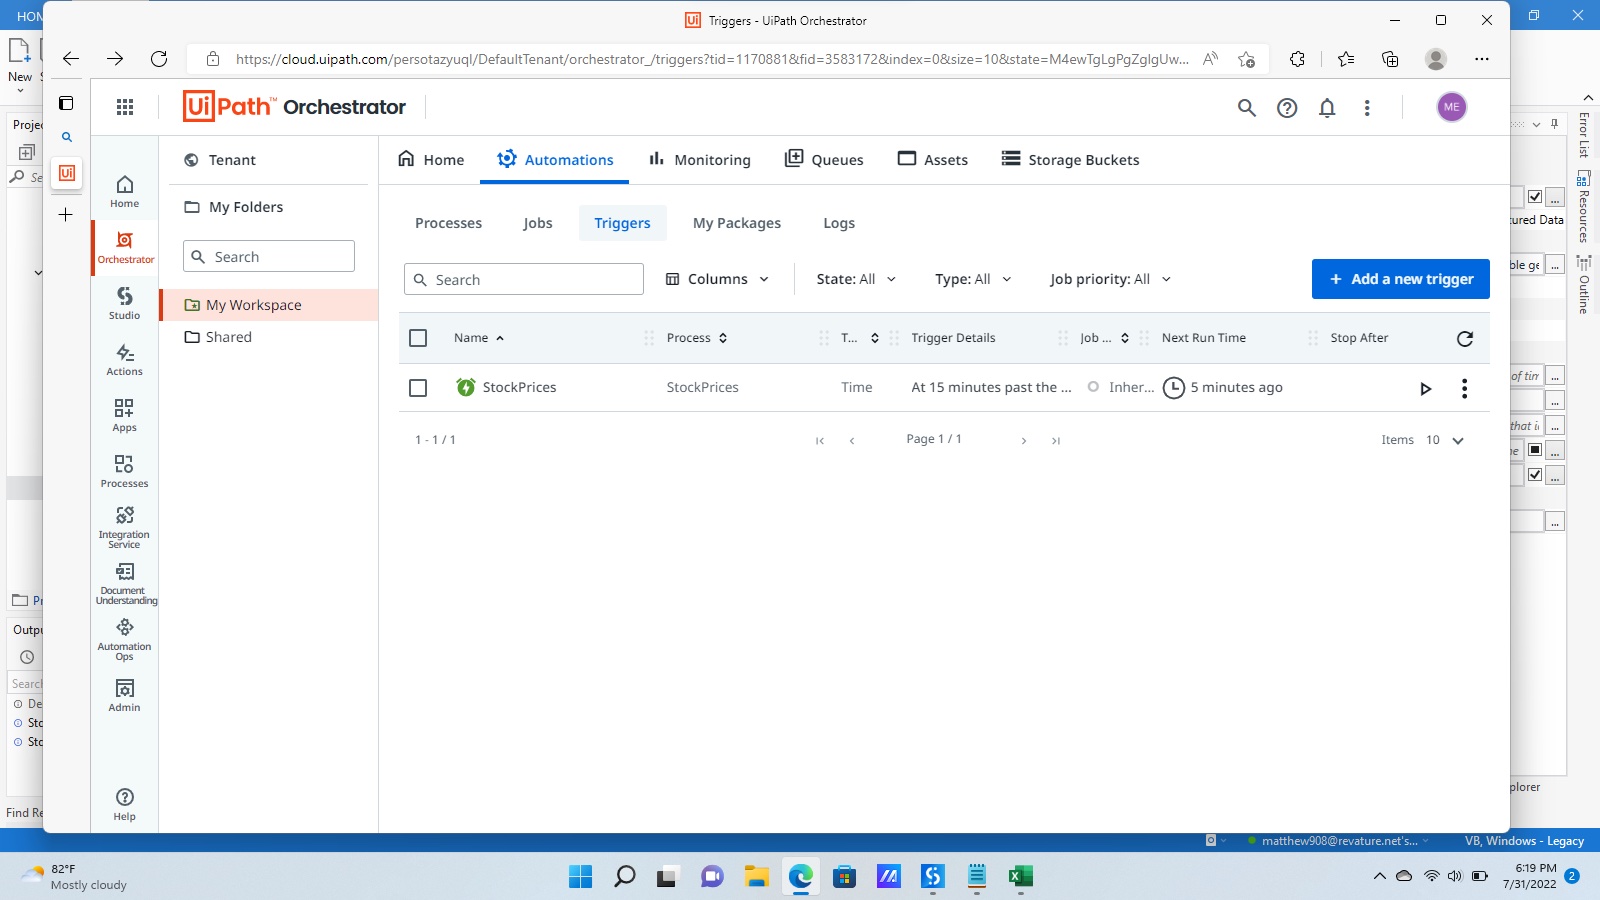 HOM
Triggers - UiPath Orchestrator
https://cloud.uipath.com/persotazyuql/DefaultTenant/orchestrator_/triggers?tid=1170881&fid=3583172&index=0&size=10&state=M4ewTgLgPgZglgUw...
New
UiPath™ Orchestrator
ME
Projec
Se
Home
Orchestrator
Studio
Actions
Apps
Processes
Integration
Service
Document
Understanding
Automation
Ops
Admin
Help
Tenant
My Folders
Search
My Workspace
Shared
Home
Automations
Monitoring
Queues
Assets
Storage Buckets
Processes
Jobs
Triggers
My Packages
Logs
Search
Columns
State: All
Type: All
Job priority: All
+ Add a new trigger
Name
Process
T...
Trigger Details
Job ...
Next Run Time
Stop After
StockPrices
StockPrices
Time
At 15 minutes past the ...
Inher...
5 minutes ago
1 - 1 / 1
Page 1 / 1
Items 10
Error List
Resources
Outline
tured Data
ble ge
of tim
that i
ne
plorer
Pr
Outpu
Search
De
Sto
Sto
Find Re
matthew908@revature.net's...
VB, Windows - Legacy
82°F
Mostly cloudy
6:19 PM
7/31/2022
2